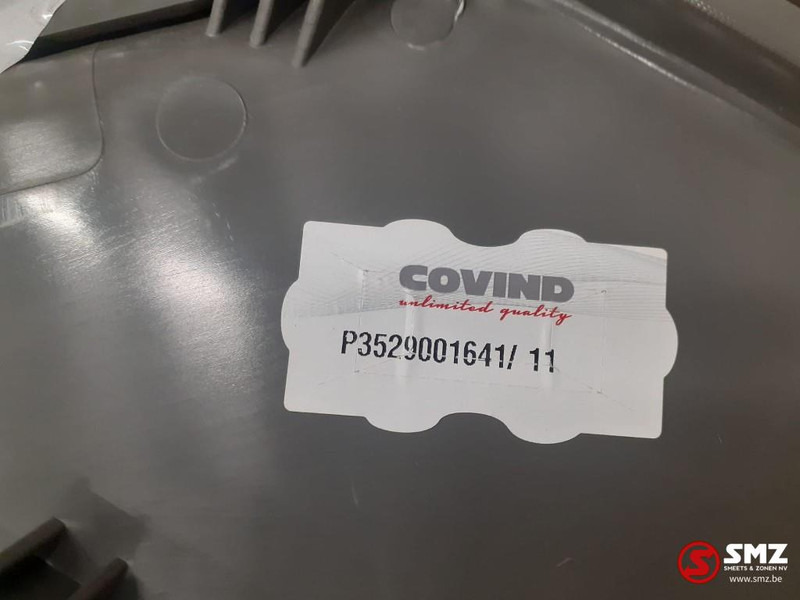 COVIND
unlimited quality
P3529001641/ 11
S SMZ
SMEETS & ZONEN NV
www.smz.be